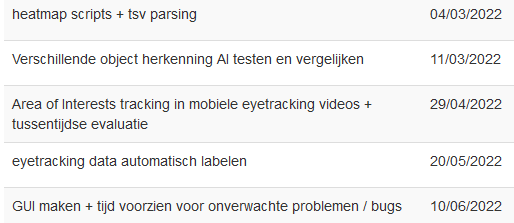 heatmap scripts + tsv parsing 04/03/2022
Verschillende object herkenning AI testen en vergelijken 11/03/2022
Area of Interests tracking in mobiele eyetracking videos + 29/04/2022
tussentijdse evaluatie
eyetracking data automatisch labelen 20/05/2022
GUI maken + tijd voorzien voor onverwachte problemen / bugs 10/06/2022